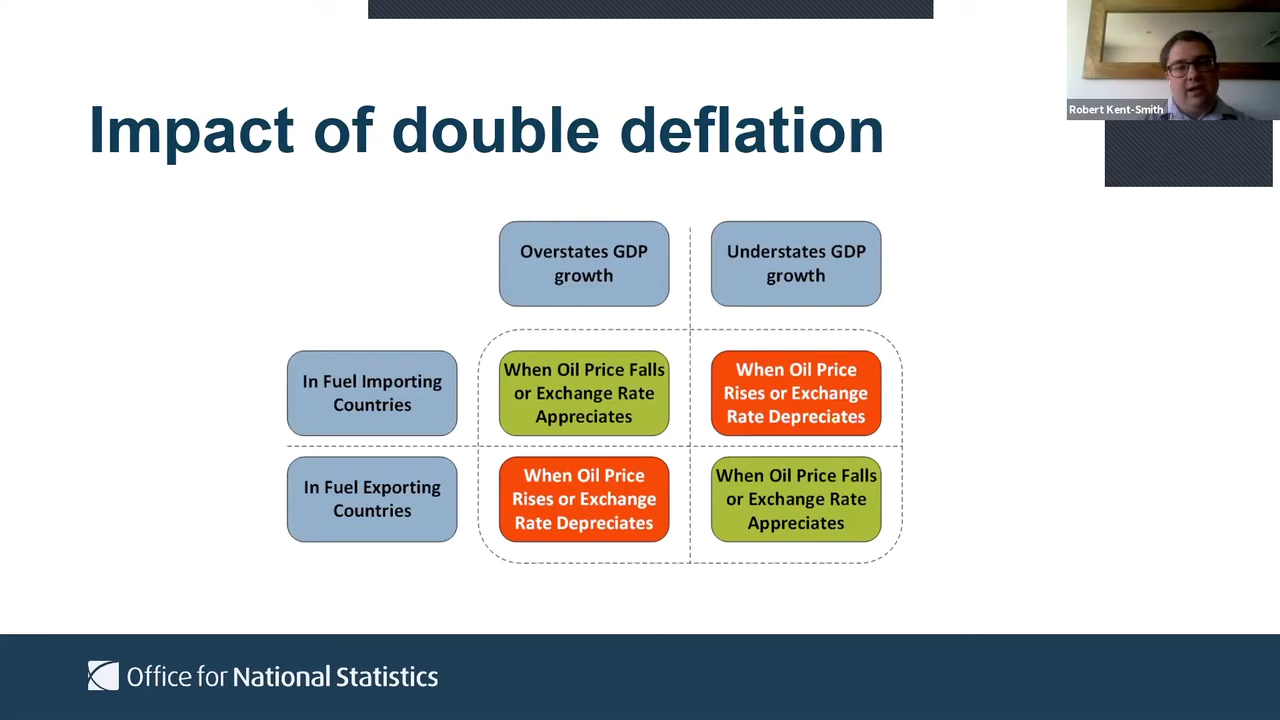 Robert Kent-Smith
Impact of double deflation
Overstates GDP
growth
Understates GDP
growth
In Fuel Importing
Countries
When Oil Price Falls
or Exchange Rate
Appreciates
When Oil Price
Rises or Exchange
Rate Depreciates
In Fuel Exporting
Countries
When Oil Price
Rises or Exchange
Rate Depreciates
When Oil Price Falls
or Exchange Rate
Appreciates
Office for National Statistics